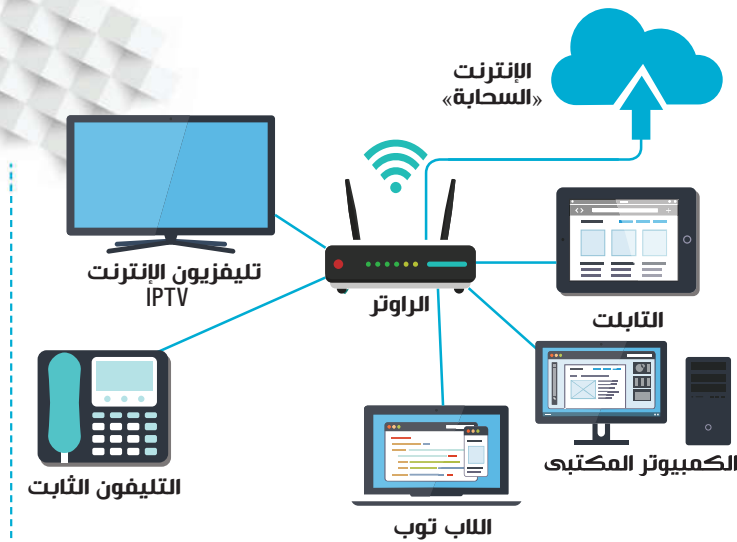 الإنترنت
«السحابة»
تليفزيون الإنترنت
IPTV
الراوتر
التابلت
التليفون الثابت
اللاب توب
الكمبيوتر المكتبى